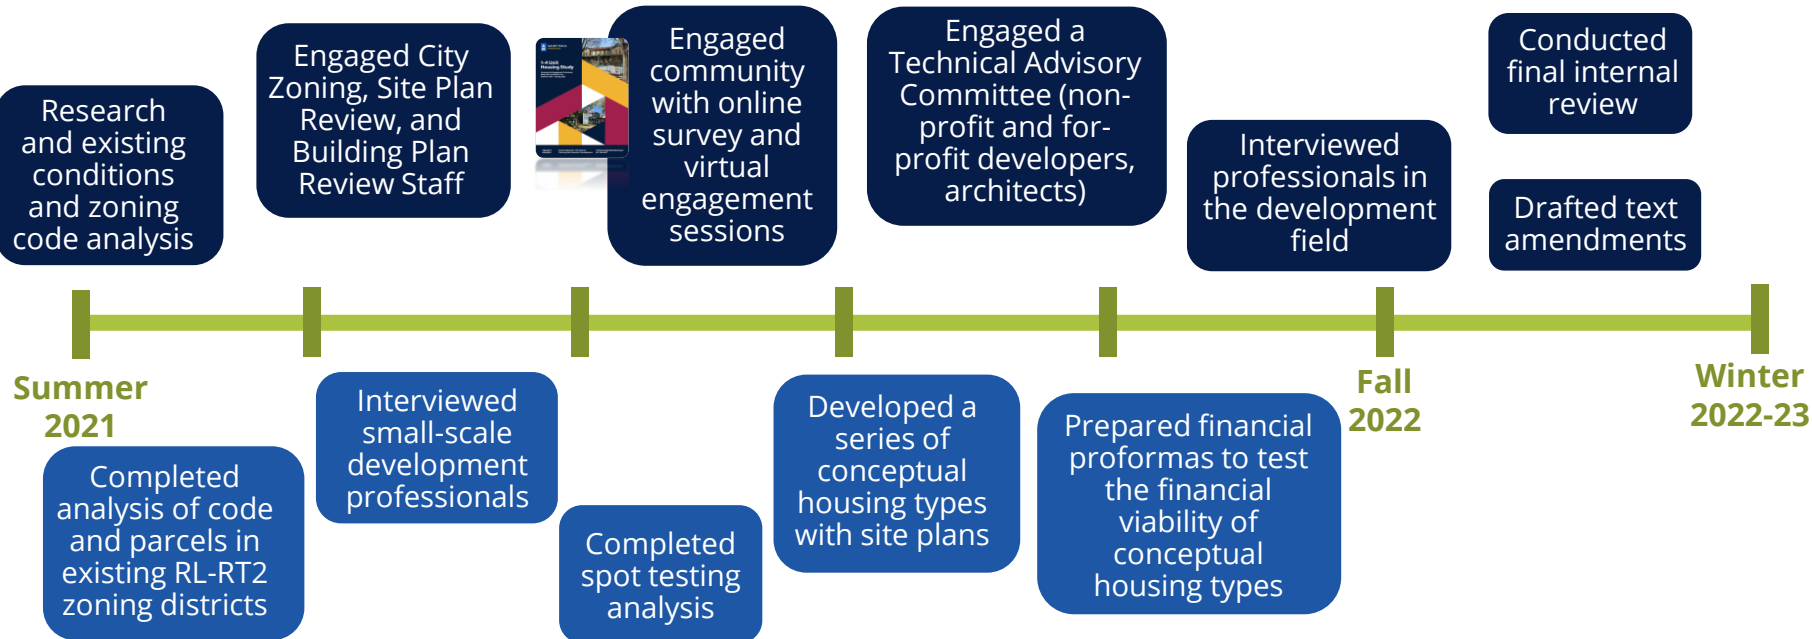 Research
and existing
conditions
and zoning
code analysis
Engaged City
Zoning, Site Plan
Review, and
Building Plan
Review Staff
1-4 Unit
Housing Study
Engaged
community
with online
survey and
virtual
engagement
sessions
Engaged a
Technical Advisory
Committee (non-
profit and for-
profit developers,
architects)
Interviewed
professionals in
the development
field
Conducted
final internal
review
Drafted text
amendments
Summer
2021
Fall
2022
Winter
2022-23
Completed
analysis of code
and parcels in
existing RL-RT2
zoning districts
Interviewed
small-scale
development
professionals
Completed
spot testing
analysis
Developed a
series of
conceptual
housing types
with site plans
Prepared financial
proformas to test
the financial
viability of
conceptual
housing types